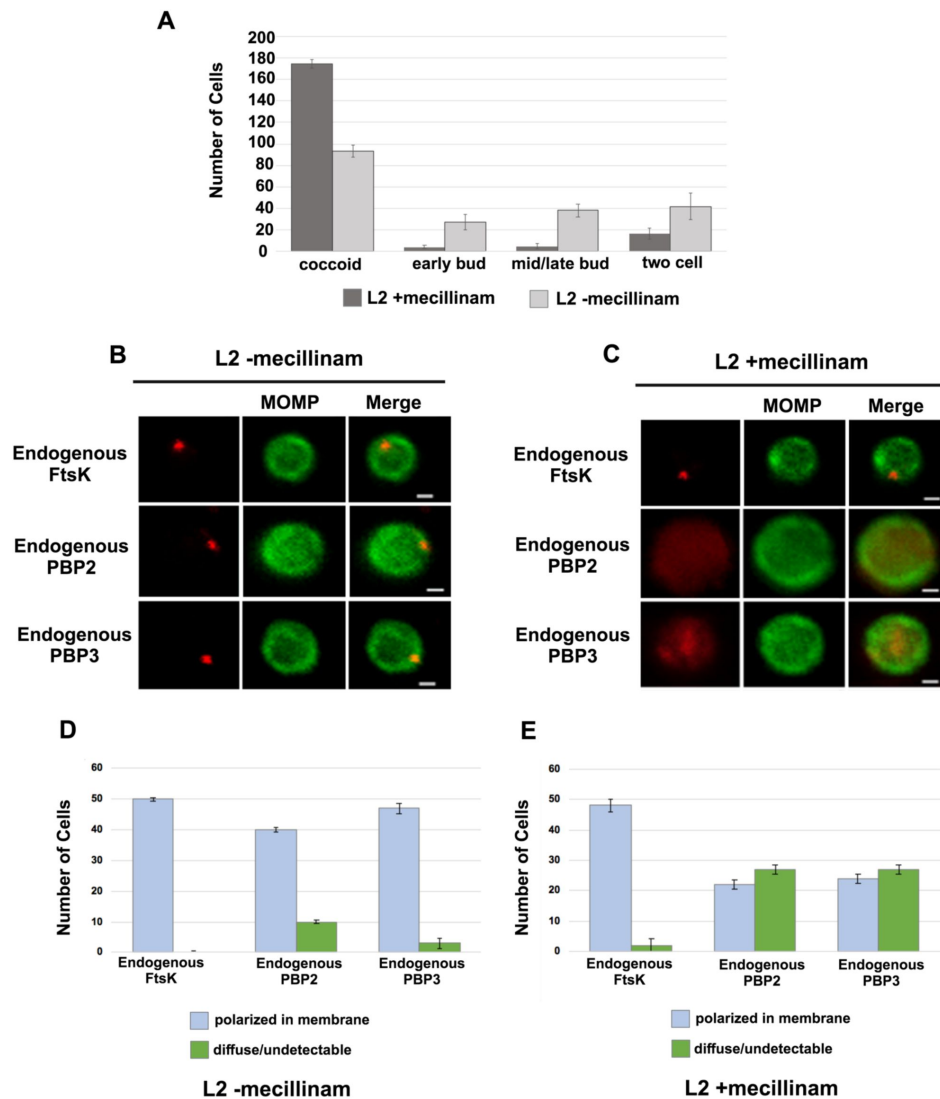 A
Number of Cells
200
180
160
140
120
100
80
60
40
20
0
coccoid
early bud
mid/late bud
two cell
L2 +mecillinam
L2 -mecillinam
B
L2 -mecillinam
MOMP
Merge
Endogenous
FtsK
Endogenous
PBP2
Endogenous
PBP3
C
L2 +mecillinam
MOMP
Merge
Endogenous
FtsK
Endogenous
PBP2
Endogenous
PBP3
D
Number of Cells
60
50
40
30
20
10
0
Endogenous
FtsK
Endogenous
PBP2
Endogenous
PBP3
polarized in membrane
diffuse/undetectable
L2 -mecillinam
E
Number of Cells
60
50
40
30
20
10
0
Endogenous
FtsK
Endogenous
PBP2
Endogenous
PBP3
polarized in membrane
diffuse/undetectable
L2 +mecillinam